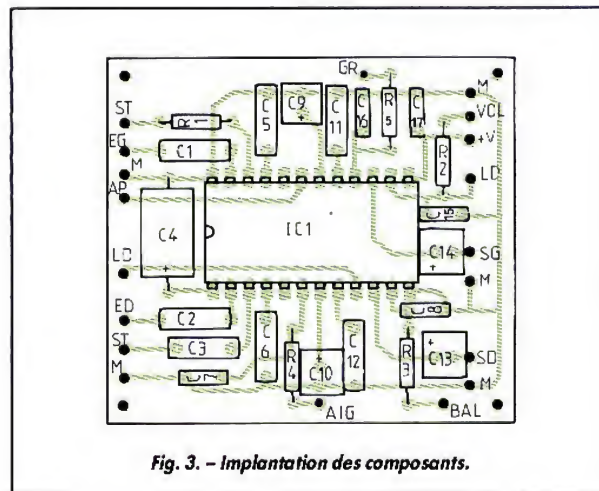 GR
M
ST
R1
C5
C9
C11
C16
R5
C17
VOL
+V
EG
C1
R2
M
AP
LD
C4
IC1
C15
C14
SG
LD
M
ED
C2
C8
ST
C3
C6
R4
C10
C12
R3
C13
SD
M
C7
M
AIG
BAL
Fig. 3. – Implantation des composants.